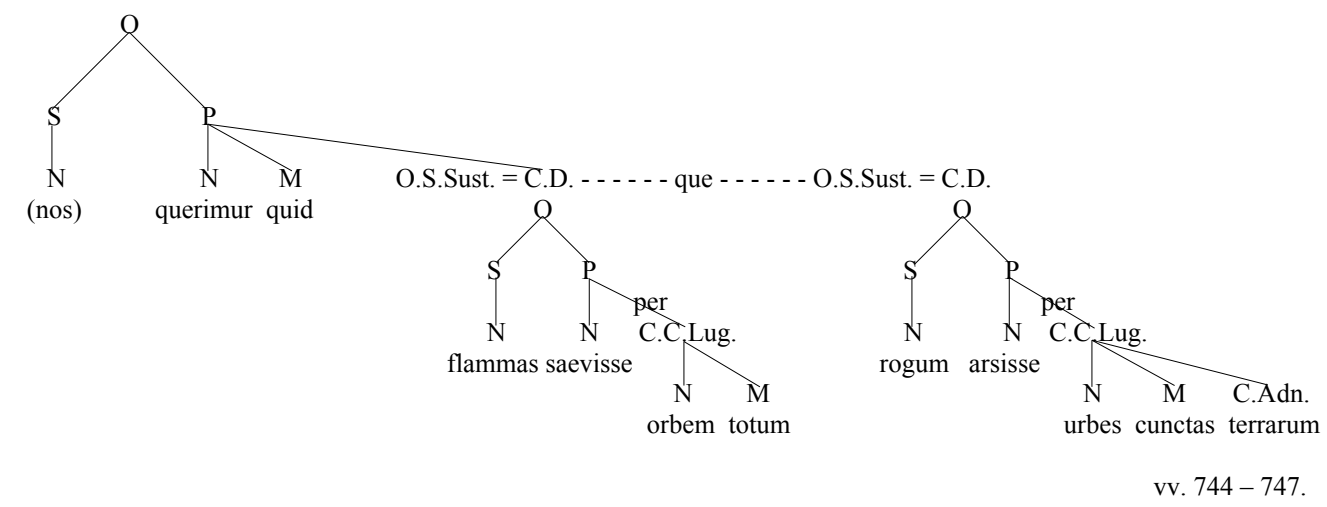 O
S P
N N M O.S.Sust. = C.D. - - - - - - que - - - - - - O.S.Sust. = C.D.
(nos) querimur quid O O
S P S P
per per
N N C.C.Lug. N N C.C.Lug.
flammas saevisse rogum arsisse
N M N M C.Adn.
orbem totum urbes cunctas terrarum
vv. 744 – 747.